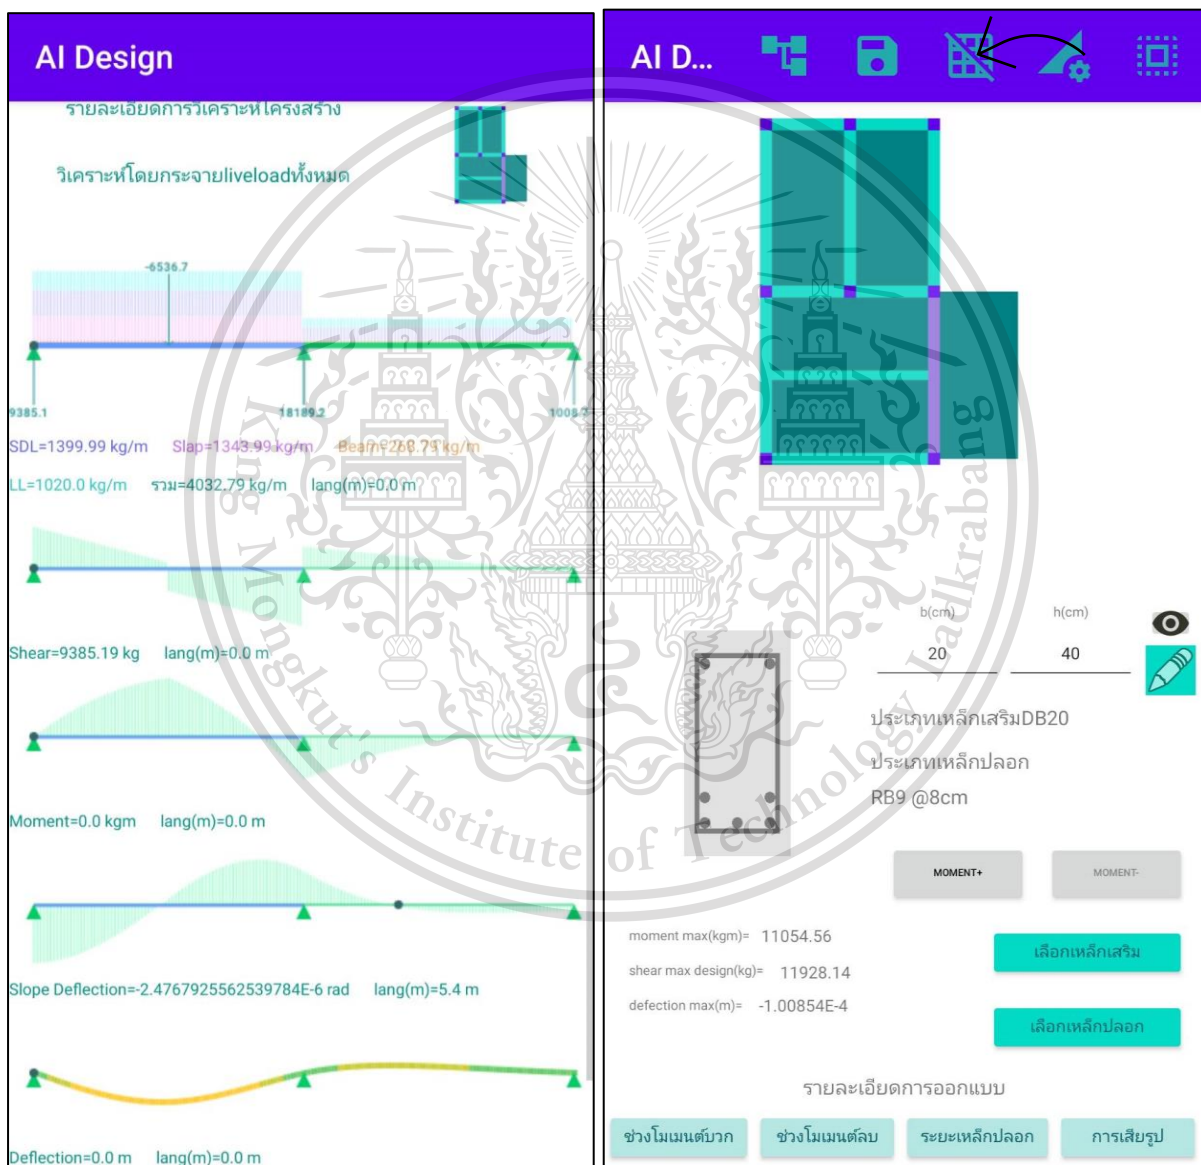 AI Design
รายละเอียดการวิเคราะห์โครงสร้าง
วิเคราะห์โดยกระจายliveloadทั้งหมด
-6536.7
9385.1
18189.2
SDL=1399.99 kg/m Slap=1343.99 kg/m Beam=268.79 kg/m
LL=1020.0 kg/m รวม=4032.79 kg/m lang(m)=0.0 m
Shear=9385.19 kg lang(m)=0.0 m
Moment=0.0 kgm lang(m)=0.0 m
Slope Deflection=-2.4767925562539784E-6 rad lang(m)=5.4 m
Deflection=0.0 m lang(m)=0.0 m
AI D...
b(cm) h(cm)
20 40
ประเภทเหล็กเสริมDB20
ประเภทเหล็กปลอก
RB9 @8cm
MOMENT+ MOMENT-
moment max(kgm)= 11054.56
เลือกเหล็กเสริม
shear max design(kg)= 11928.14
defection max(m)= -1.00854E-4
เลือกเหล็กปลอก
รายละเอียดการออกแบบ
ช่วงโมเมนต์บวก ช่วงโมเมนต์ลบ ระยะเหล็กปลอก การเสียรูป
King Mongkut's Institute of Technology Ladkrabang